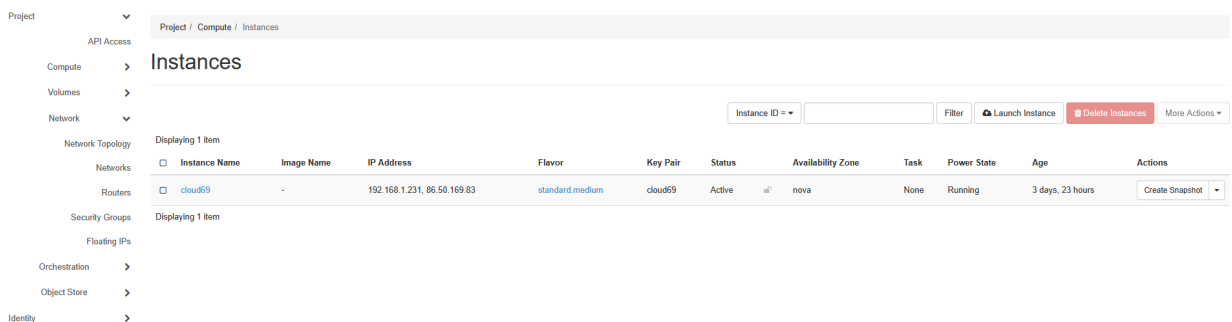 Project
API Access
Compute
Volumes
Network
Network Topology
Networks
Routers
Security Groups
Floating IPs
Orchestration
Object Store
Identity
Project / Compute / Instances
Instances
Instance ID = Filter Launch Instance Delete Instances More Actions
Displaying 1 item
Instance Name Image Name IP Address Flavor Key Pair Status Availability Zone Task Power State Age Actions
cloud69 - 192.168.1.231, 86.50.169.83 standard.medium cloud69 Active nova None Running 3 days, 23 hours Create Snapshot
Displaying 1 item